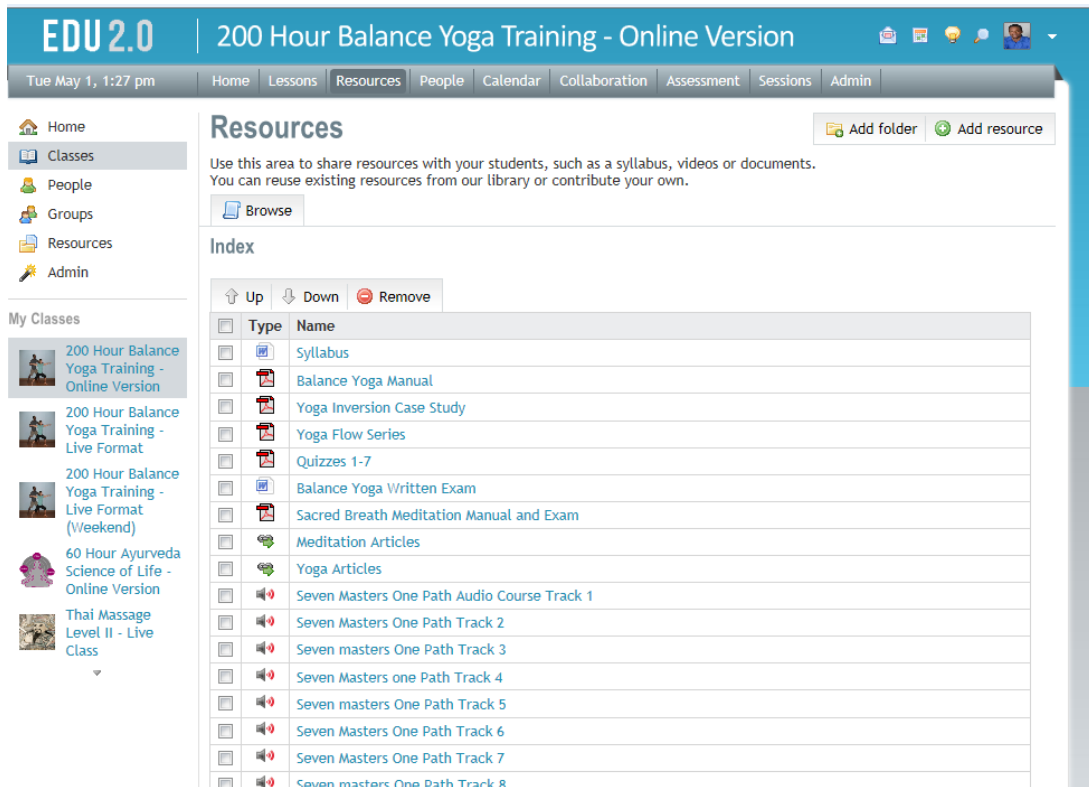 EDU 2.0
200 Hour Balance Yoga Training - Online Version
Tue May 1, 1:27 pm
Home Lessons Resources People Calendar Collaboration Assessment Sessions Admin
Home
Classes
People
Groups
Resources
Admin
My Classes
200 Hour Balance
Yoga Training -
Online Version
200 Hour Balance
Yoga Training -
Live Format
200 Hour Balance
Yoga Training -
Live Format
(Weekend)
60 Hour Ayurveda
Science of Life -
Online Version
Thai Massage
Level II - Live
Class
Resources
Add folder Add resource
Use this area to share resources with your students, such as a syllabus, videos or documents.
You can reuse existing resources from our library or contribute your own.
Browse
Index
Up Down Remove
Type Name
Syllabus
Balance Yoga Manual
Yoga Inversion Case Study
Yoga Flow Series
Quizzes 1-7
Balance Yoga Written Exam
Sacred Breath Meditation Manual and Exam
Meditation Articles
Yoga Articles
Seven Masters One Path Audio Course Track 1
Seven Masters One Path Track 2
Seven masters One Path Track 3
Seven Masters one Path Track 4
Seven masters One Path Track 5
Seven Masters One Path Track 6
Seven Masters One Path Track 7
Seven masters One Path Track 8